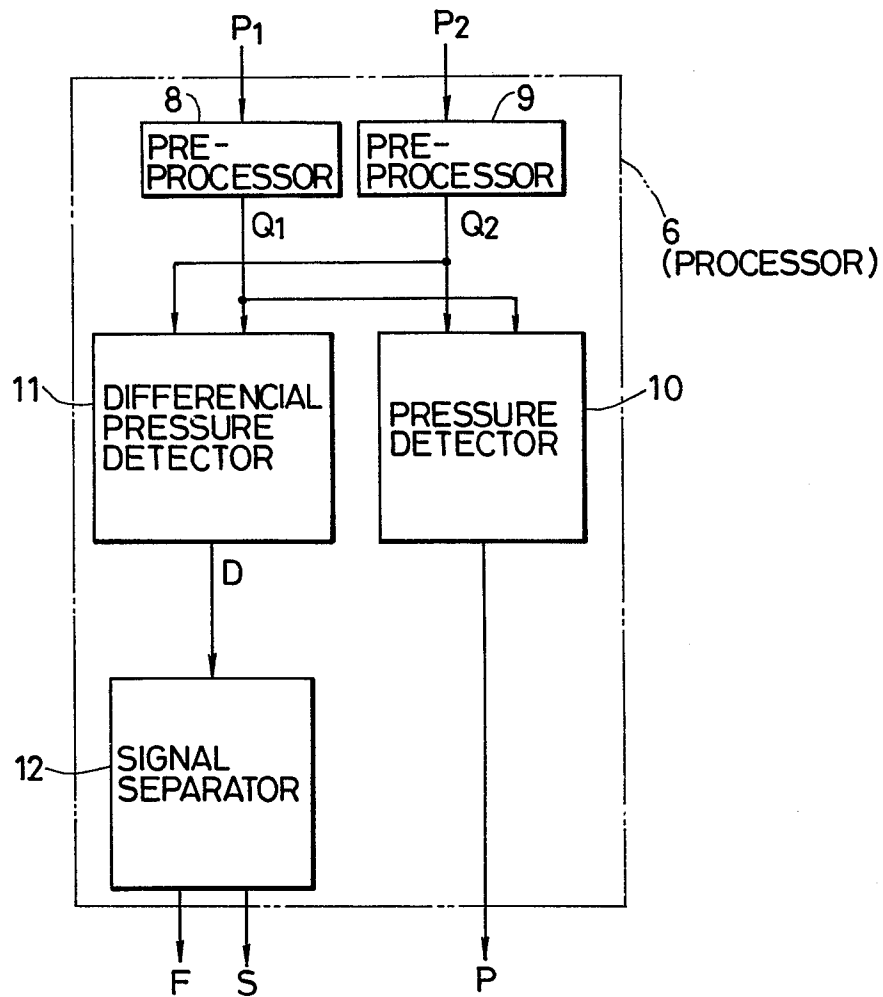 P1
P2
8
9
PRE-
PROCESSOR
PRE-
PROCESSOR
Q1
Q2
6
(PROCESSOR)
11
DIFFERENCIAL
PRESSURE
DETECTOR
PRESSURE
DETECTOR
10
D
12
SIGNAL
SEPARATOR
F
S
P